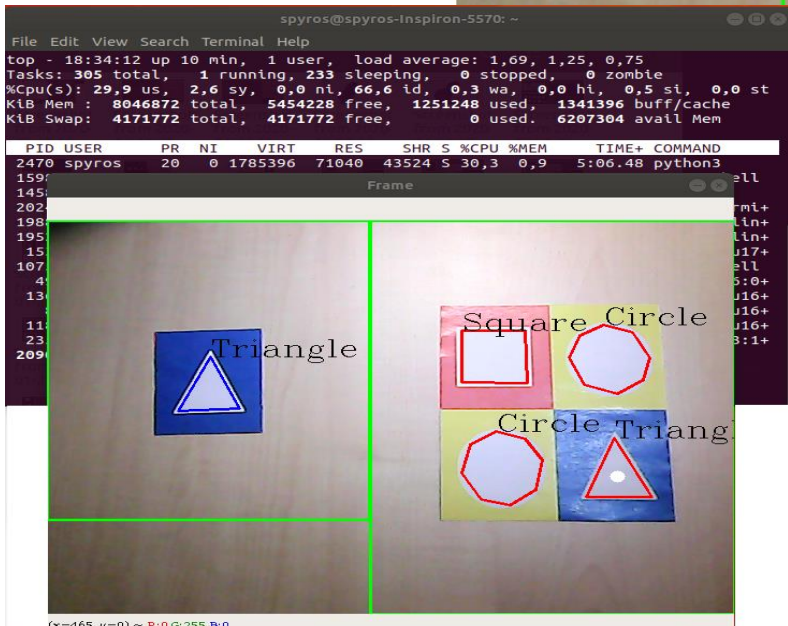 spyros@spyros-Inspiron-5570: ~
File Edit View Search Terminal Help
top - 18:34:12 up 10 min, 1 user, load average: 1,69, 1,25, 0,75
Tasks: 305 total, 1 running, 233 sleeping, 0 stopped, 0 zombie
%Cpu(s): 29,9 us, 2,6 sy, 0,0 ni, 66,6 id, 0,3 wa, 0,0 hi, 0,5 si, 0,0 st
KiB Mem : 8046872 total, 5454228 free, 1251248 used, 1341396 buff/cache
KiB Swap: 4171772 total, 4171772 free, 0 used. 6207304 avail Mem
PID USER PR NI VIRT RES SHR S %CPU %MEM TIME+ COMMAND
2470 spyros 20 0 1785396 71040 43524 S 30,3 0,9 5:06.48 python3
Frame
Square Circle
Triangle
Circle Triang